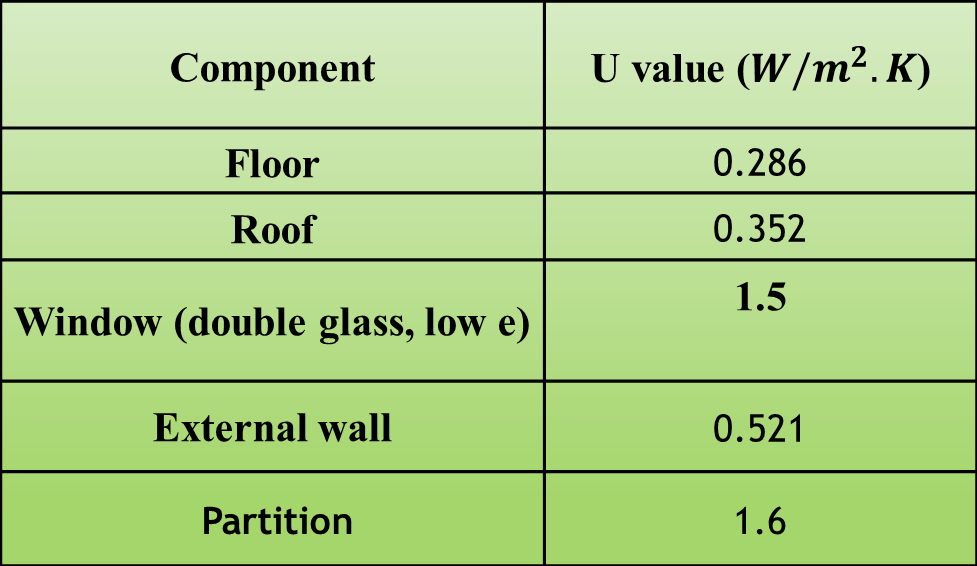 Component
U value (W/m². K)
Floor
0.286
Roof
0.352
Window (double glass, low e)
1.5
External wall
0.521
Partition
1.6